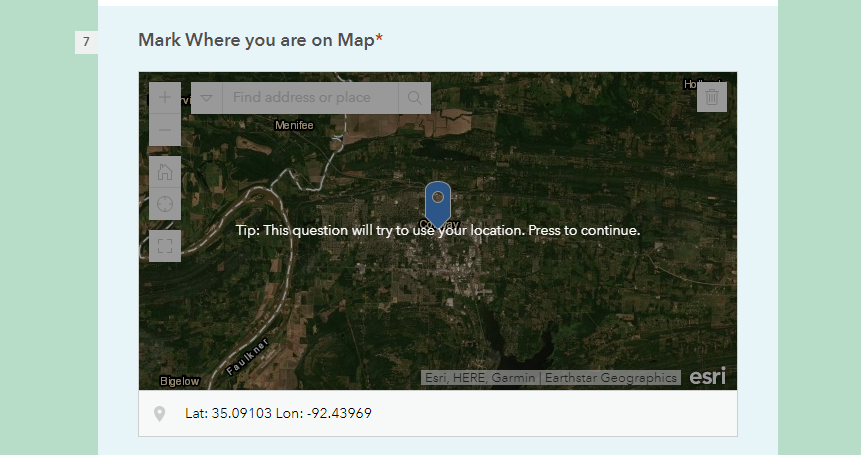 7
Mark Where you are on Map*
Find address or place
Menifee
Tip: This question will try to use your location. Press to continue.
Faulkner
Bigelow
Esri, HERE, Garmin | Earthstar Geographics
esri
Lat: 35.09103 Lon: -92.43969